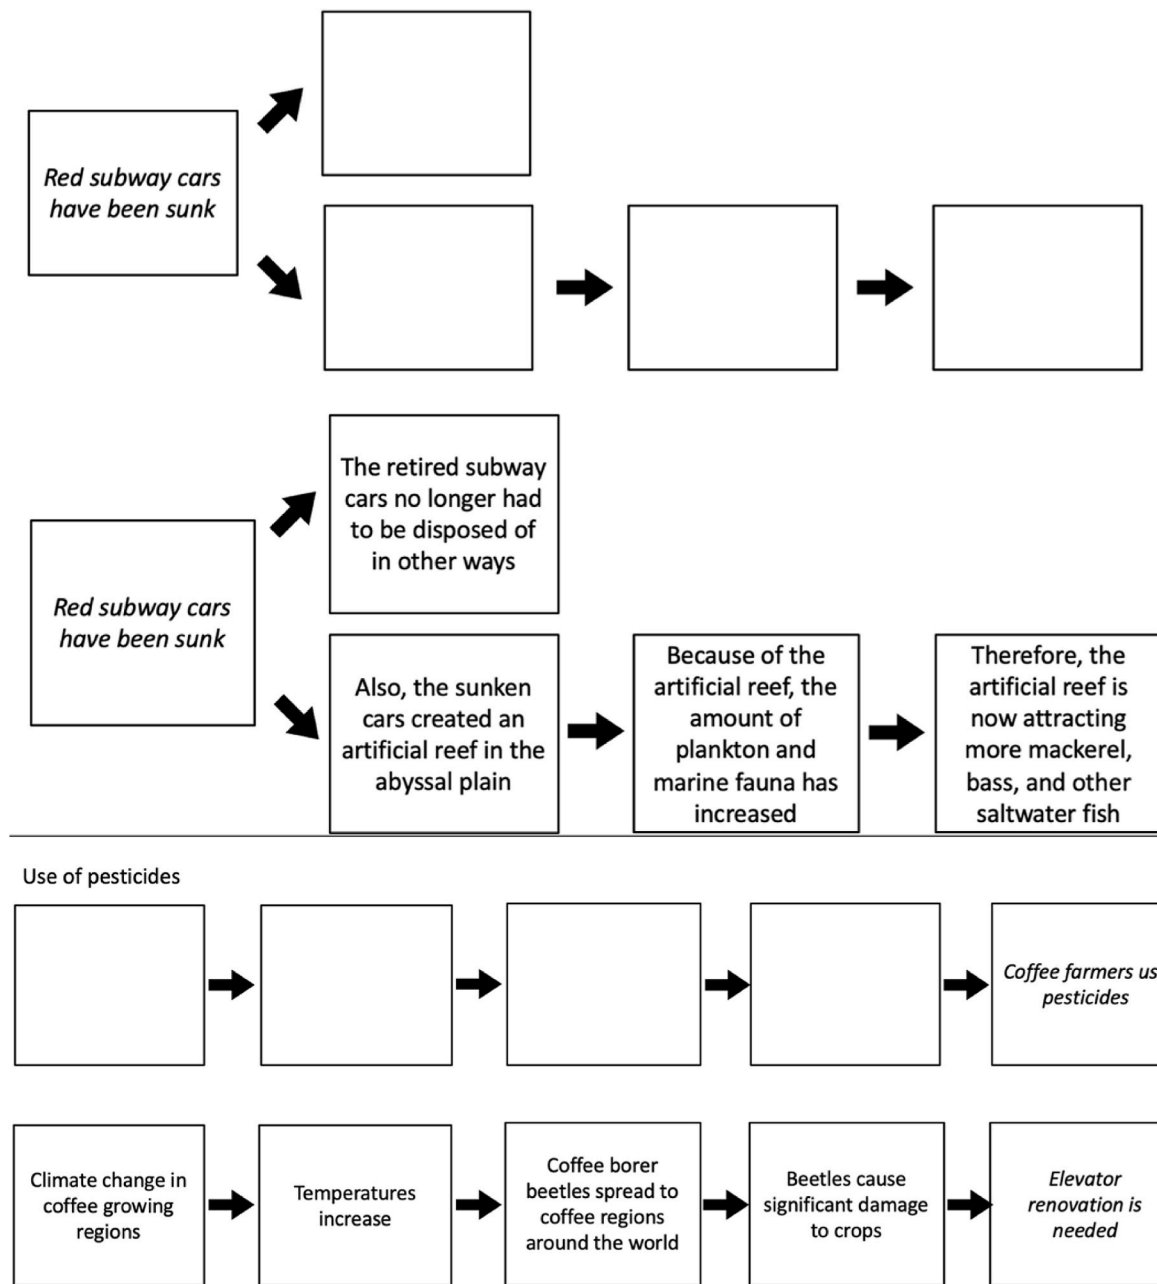 Red subway cars
have been sunk
The retired subway
cars no longer had
to be disposed of
in other ways
Red subway cars
have been sunk
Also, the sunken
cars created an
artificial reef in the
abyssal plain
Because of the
artificial reef, the
amount of
plankton and
marine fauna has
increased
Therefore, the
artificial reef is
now attracting
more mackerel,
bass, and other
saltwater fish
Use of pesticides
Coffee farmers us
pesticides
Climate change in
coffee growing
regions
Temperatures
increase
Coffee borer
beetles spread to
coffee regions
around the world
Beetles cause
significant damage
to crops
Elevator
renovation is
needed